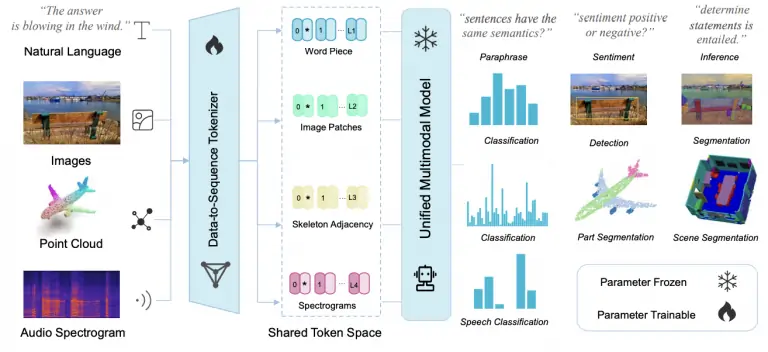 “The answer
is blowing in the wind.”
Natural Language
Images
Point Cloud
Audio Spectrogram
Data-to-Sequence Tokenizer
0 * 1 ... L1
Word Piece
0 * 1 ... L2
Image Patches
0 * 1 ... L3
Skeleton Adjacency
0 * 1 ... L4
Spectrograms
Shared Token Space
Unified Multimodal Model
“sentences have the
same semantics?”
Paraphrase
Classification
Classification
Speech Classification
“sentiment positive
or negative?”
Sentiment
Detection
Part Segmentation
“determine
statements is
entailed.”
Inference
Segmentation
Scene Segmentation
Parameter Frozen
Parameter Trainable